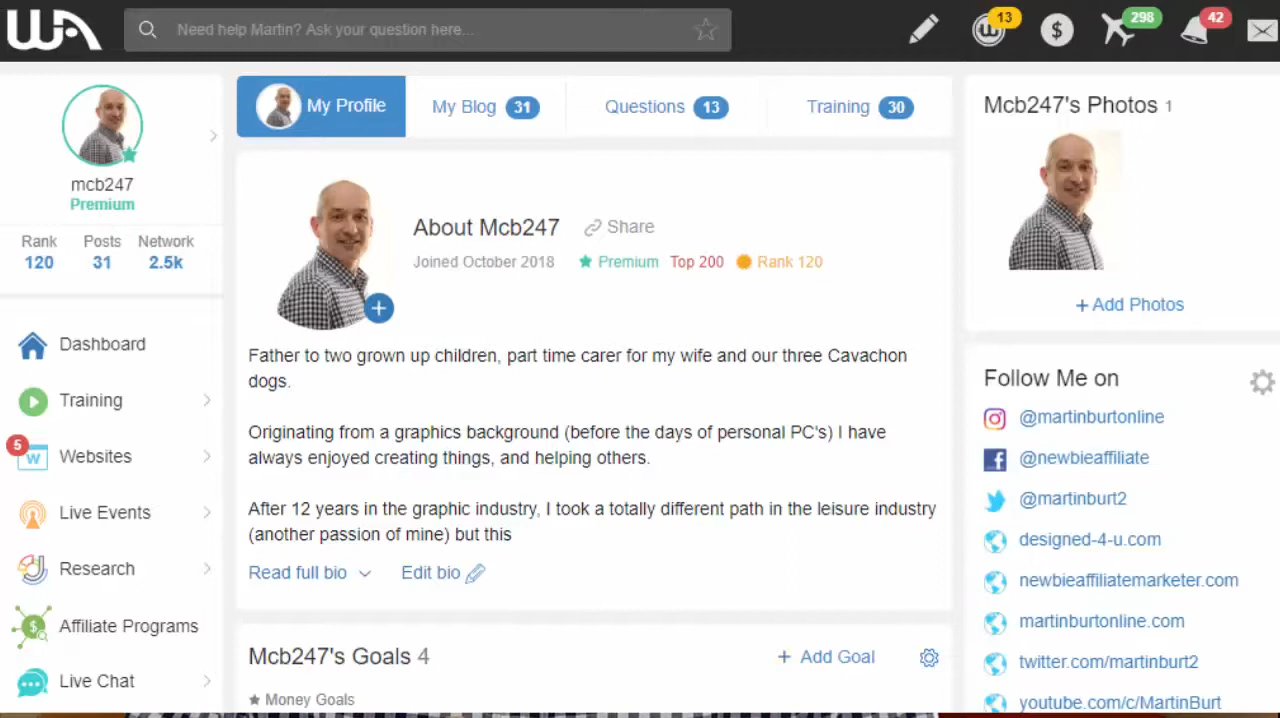 WA
Need help Martin? Ask your question here...
13
$
298
42
mcb247
Premium
Rank Posts Network
120 31 2.5k
Dashboard
Training
5
W
Websites
Live Events
Research
$
Affiliate Programs
Live Chat
My Profile
My Blog 31
Questions 13
Training 30
About Mcb247 Share
Joined October 2018 Premium Top 200 Rank 120
Father to two grown up children, part time carer for my wife and our three Cavachon
dogs.
Originating from a graphics background (before the days of personal PC's) I have
always enjoyed creating things, and helping others.
After 12 years in the graphic industry, I took a totally different path in the leisure industry
(another passion of mine) but this
Read full bio Edit bio
Mcb247's Goals 4
+ Add Goal
Money Goals
Mcb247's Photos 1
+ Add Photos
Follow Me on
@martinburtonline
@newbieaffiliate
@martinburt2
designed-4-u.com
newbieaffiliatemarketer.com
martinburtonline.com
twitter.com/martinburt2
youtube.com/c/MartinBurt